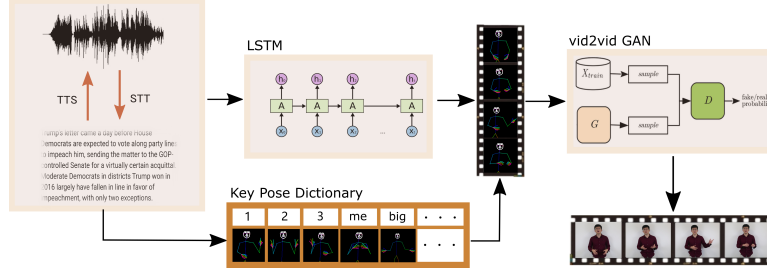 TTS
STT
Trump's letter came a day before House
Democrats are expected to vote along party lines
to impeach him, sending the matter to the GOP-
controlled Senate for a virtually certain acquittal.
Moderate Democrats in districts Trump won in
2016 largely have fallen in line in favor of
impeachment, with only two exceptions.
LSTM
A A A A
...
Key Pose Dictionary
1 2 3 me big . . .
. . .
vid2vid GAN
X_train
sample
D
fake/real
probabili
G
sample